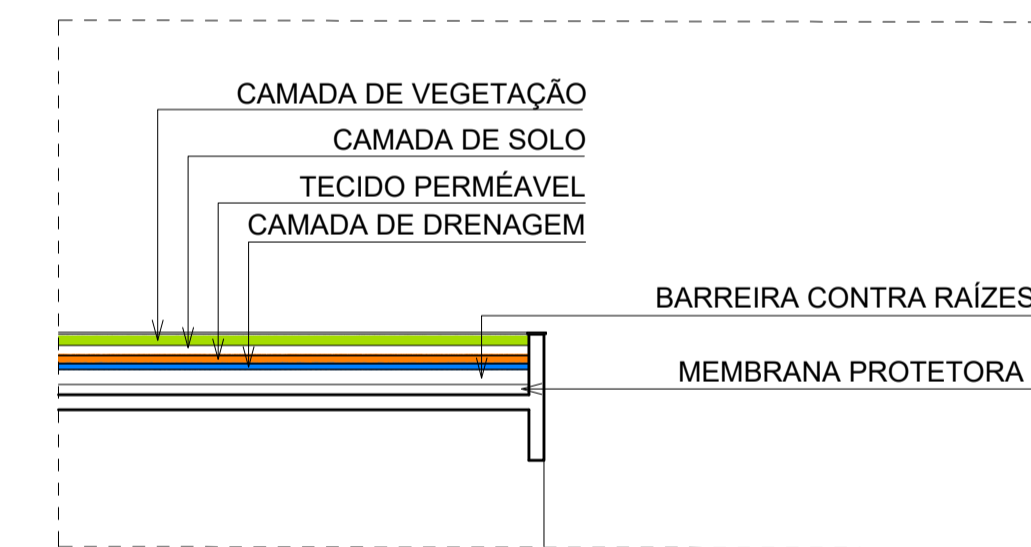 CAMADA DE VEGETAÇÃO
CAMADA DE SOLO
TECIDO PERMÉAVEL
CAMADA DE DRENAGEM
BARREIRA CONTRA RAÍZES
MEMBRANA PROTETORA